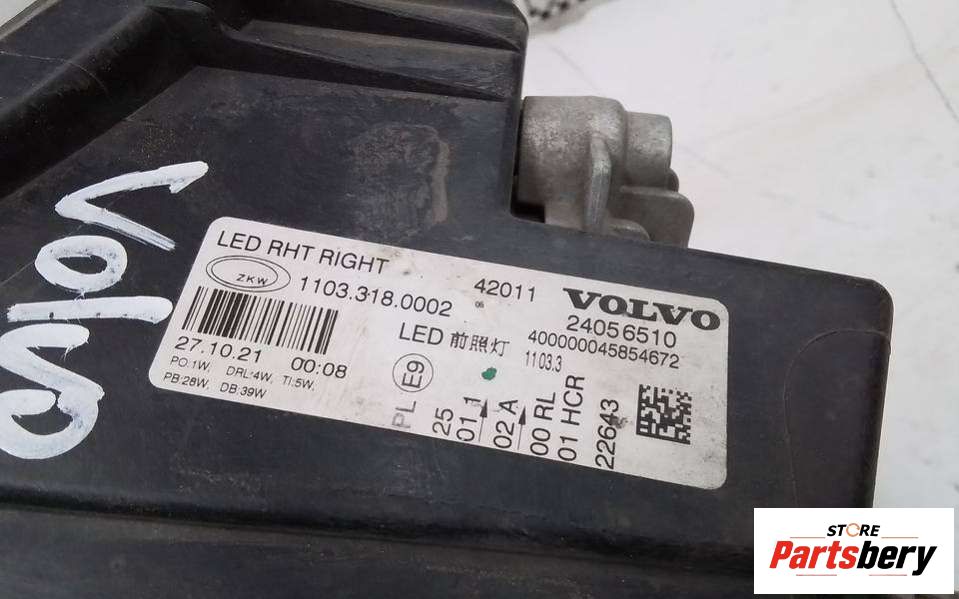 LED RHT RIGHT
ZKW
1103.318.0002
42011
06
VOLVO
24056510
400000045854672
1103.3
LED 前照灯
27.10.21 00:08
PO:1W, DRL:4W, TI:5W,
PB:28W, DB:39W
E9
PL
25
01 1
02 A
00 RL
01 HCR
22643
STORE
Partsbery